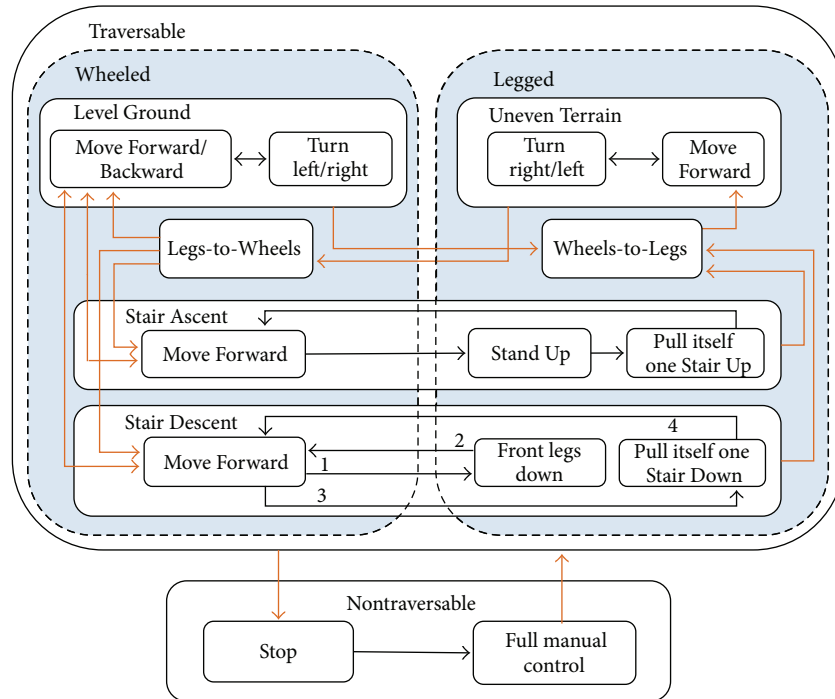 Traversable
Wheeled
Legged
Level Ground
Move Forward/
Backward
Turn
left/right
Uneven Terrain
Turn
right/left
Move
Forward
Legs-to-Wheels
Wheels-to-Legs
Stair Ascent
Move Forward
Stand Up
Pull itself
one Stair Up
Stair Descent
Move Forward
1
2
3
4
Front legs
down
Pull itself one
Stair Down
Nontraversable
Stop
Full manual
control